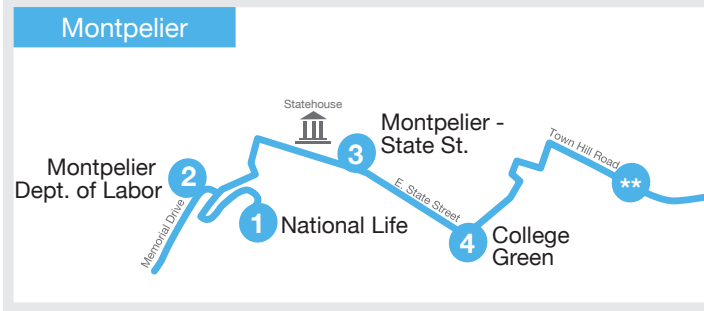 Montpelier
Statehouse
Montpelier -
State St.
3
Town Hill Road
**
Montpelier
Dept. of Labor
2
E. State Street
Memorial Drive
1
National Life
4
College
Green